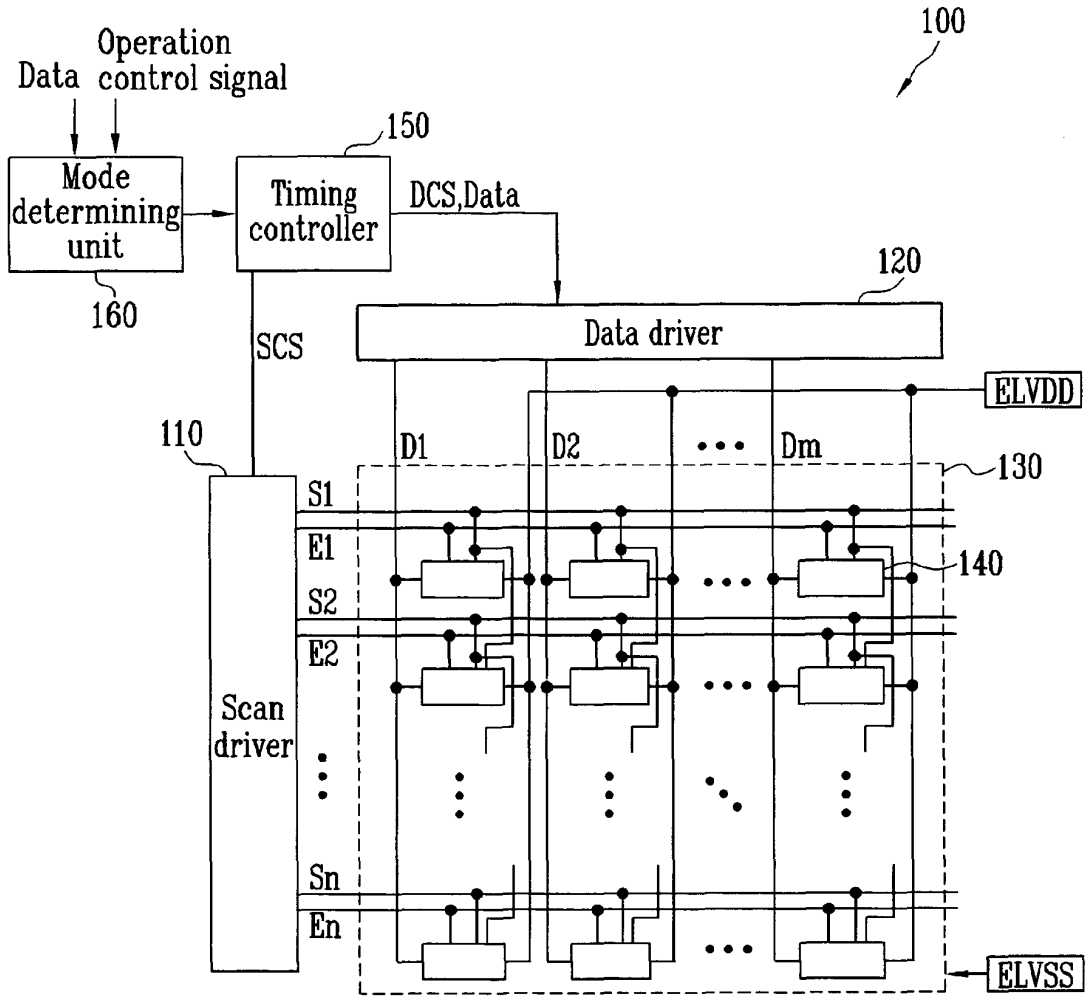 100
Operation
Data control signal
150
Mode
determining
unit
Timing
controller
DCS,Data
160
120
SCS
Data driver
ELVDD
110
D1
D2
Dm
130
S1
E1
140
S2
E2
Scan
driver
Sn
En
ELVSS